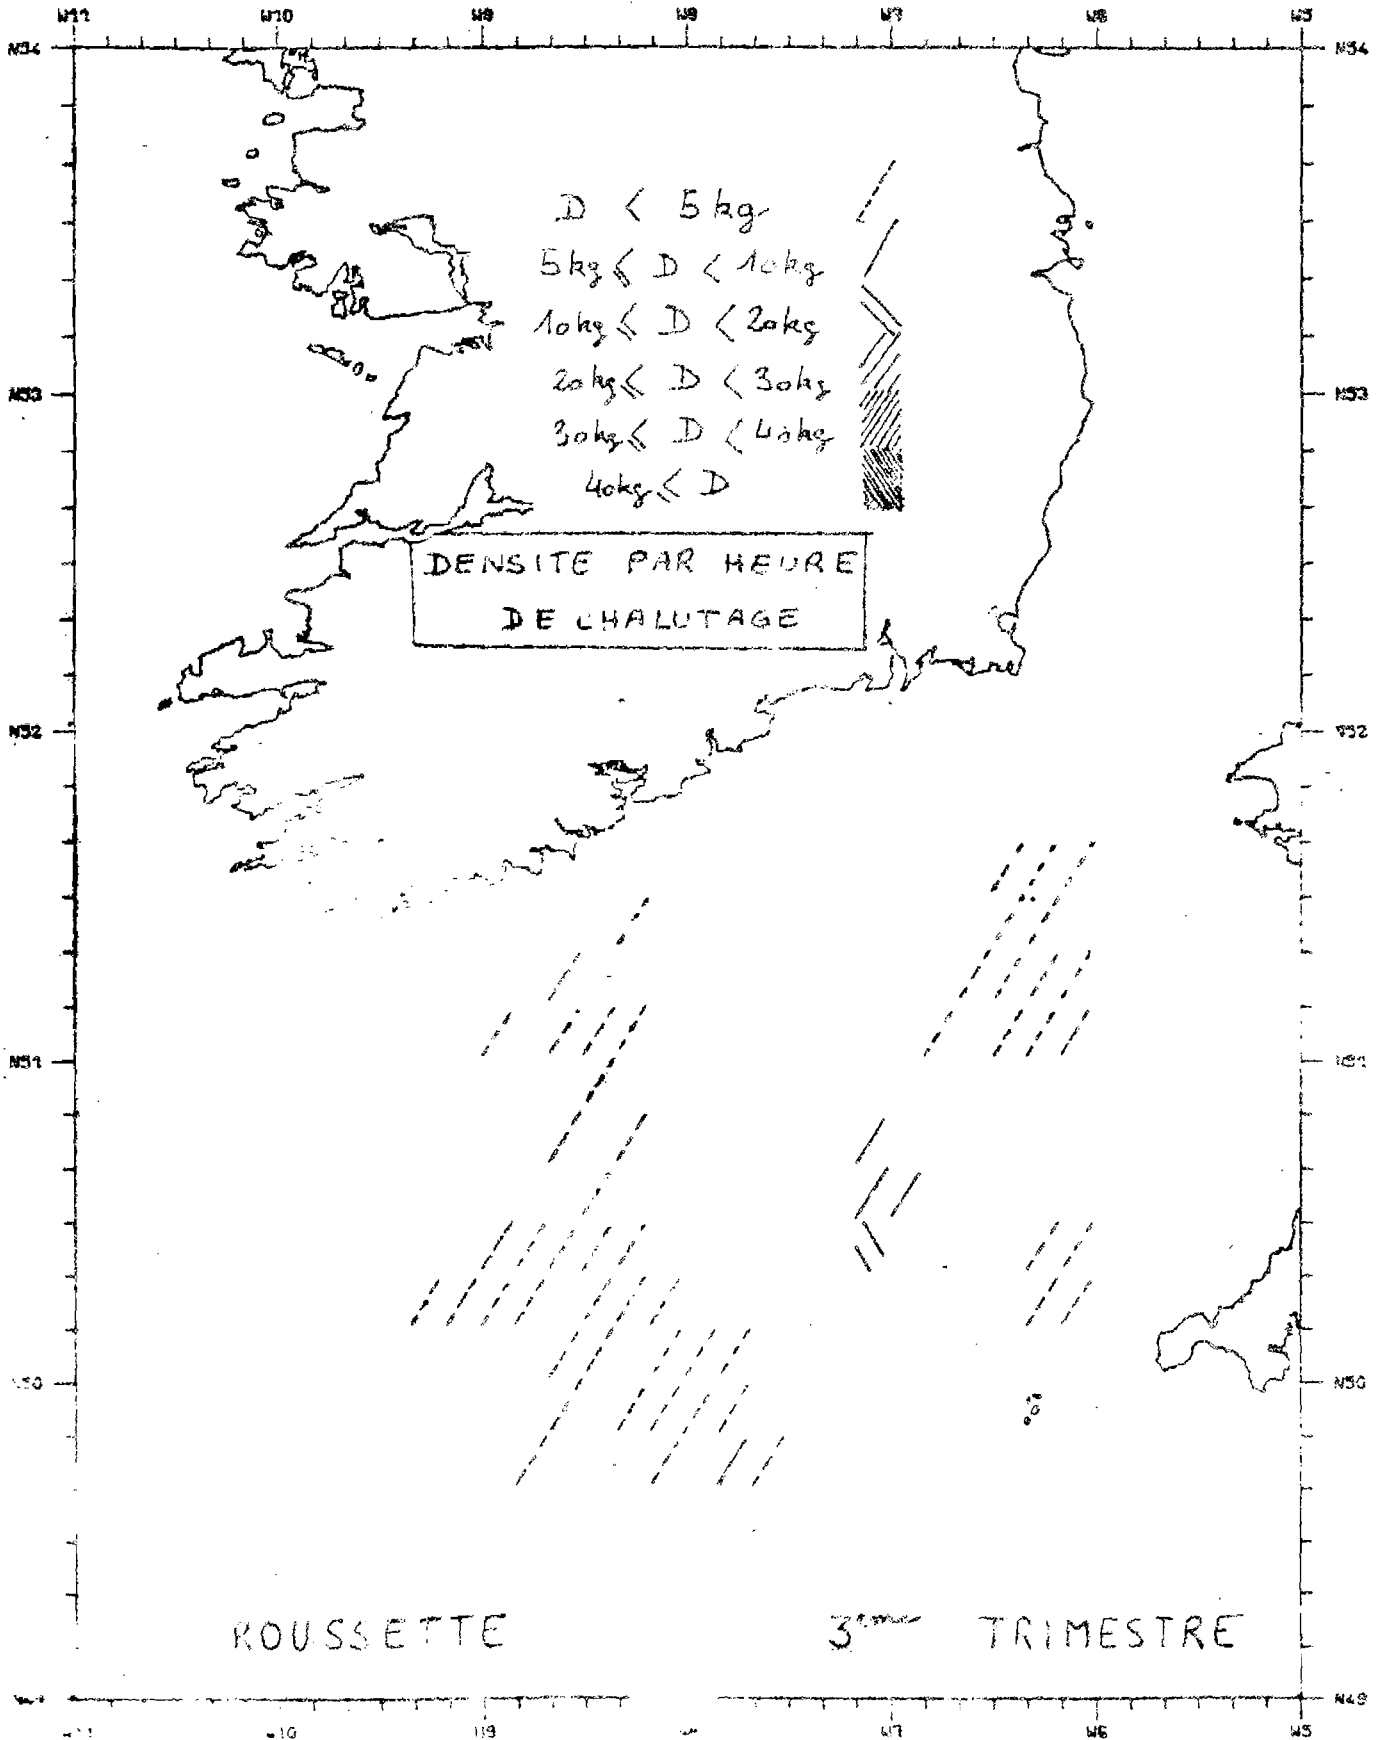 W11 W10 W9 W8 W7 W6 W5
N54 N54
D < 5kg
5kg ⩽ D < 10kg
10kg ⩽ D < 20kg
N53 N53
20kg ⩽ D < 30kg
30kg ⩽ D < 40kg
40kg ⩽ D
DENSITE PAR HEURE
DE CHALUTAGE
N52
N51
N50 N50
ROUSSETTE 3eme TRIMESTRE
N49
W7 W6 W5